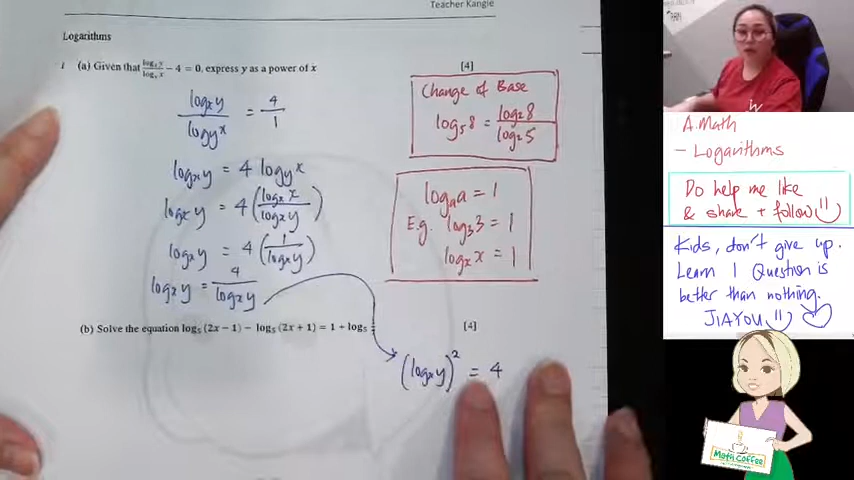 Teacher Kangle
Logarithms
1 (a) Given that log_x y / log_y x − 4 = 0, express y as a power of x [4]
log_x y / log_y x = 4/1
log_x y = 4 log_y x
log_x y = 4(log_x x / log_x y)
log_x y = 4(1 / log_x y)
log_x y = 4 / log_x y
Change of Base
log_5 8 = log_2 8 / log_2 5
log_a a = 1
E.g. log_3 3 = 1
log_x x = 1
(b) Solve the equation log_5 (2x − 1) − log_5 (2x + 1) = 1 + log_5 [4]
(log_x y)^2 = 4
A.Math
- Logarithms
Do help me like
& share + follow
Kids, don't give up.
Learn 1 Question is
better than nothing.
JIAYOU
Math Coffee